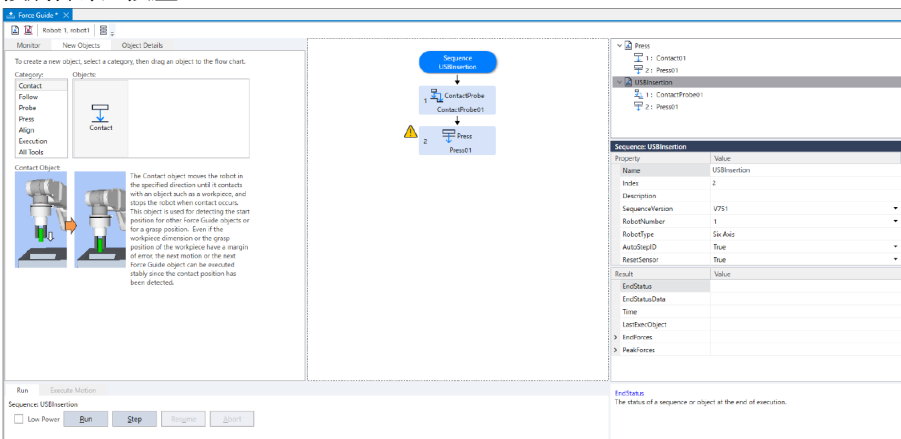 Force Guide *
Robot: 1, robot1
Monitor
New Objects
Object Details
To create a new object, select a category, then drag an object to the flow chart.
Category:
Objects:
Contact
Follow
Probe
Press
Align
Execution
All Tools
Contact
Contact Object:
The Contact object moves the robot in
the specified direction until it contacts
with an object such as a workpiece, and
stops the robot when contact occurs.
This object is used for detecting the start
position for other Force Guide objects or
for a grasp position. Even if the
workpiece dimension or the grasp
position of the workpiece have a margin
of error, the next motion or the next
Force Guide object can be executed
stably since the contact position has
been detected.
Run
Execute Motion
Sequence: USBInsertion
Low Power
Run
Step
Resume
Abort
Sequence
USBInsertion
1
ContactProbe
ContactProbe01
2
Press
Press01
Press
1 : Contact01
2 : Press01
USBInsertion
1 : ContactProbe01
2 : Press01
Sequence: USBInsertion
Property Value
Name USBInsertion
Index 2
Description
SequenceVersion V751
RobotNumber 1
RobotType Six Axis
AutoStepID True
ResetSensor True
Result Value
EndStatus
EndStatusData
Time
LastExecObject
EndForces
PeakForces
EndStatus
The status of a sequence or object at the end of execution.